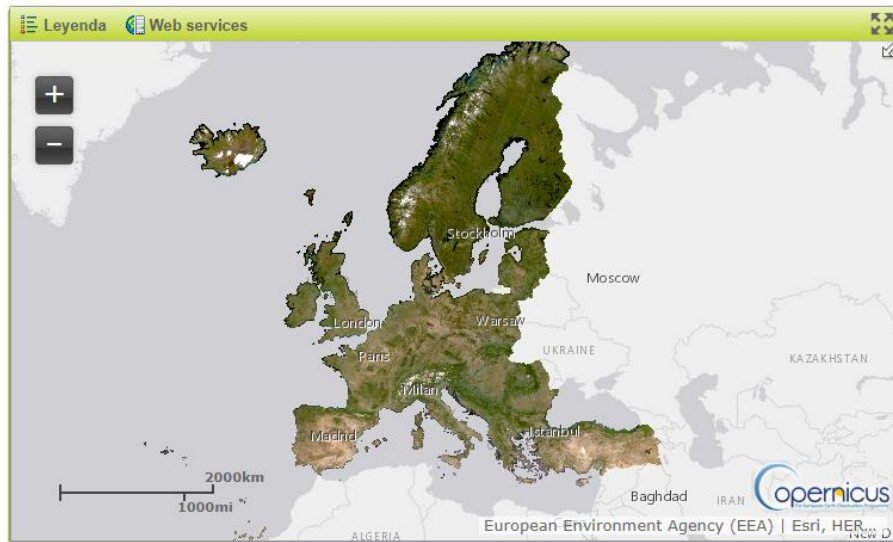 Leyenda Web services
+
−
Stockholm
Moscow
London
Warsaw
UKRAINE
Paris
KAZAKHSTAN
Milan
Madrid
Istanbul
2000km
1000mi
Baghdad
IRAN
opernicus
ALGERIA
European Environment Agency (EEA) | Esri, HER...
New D